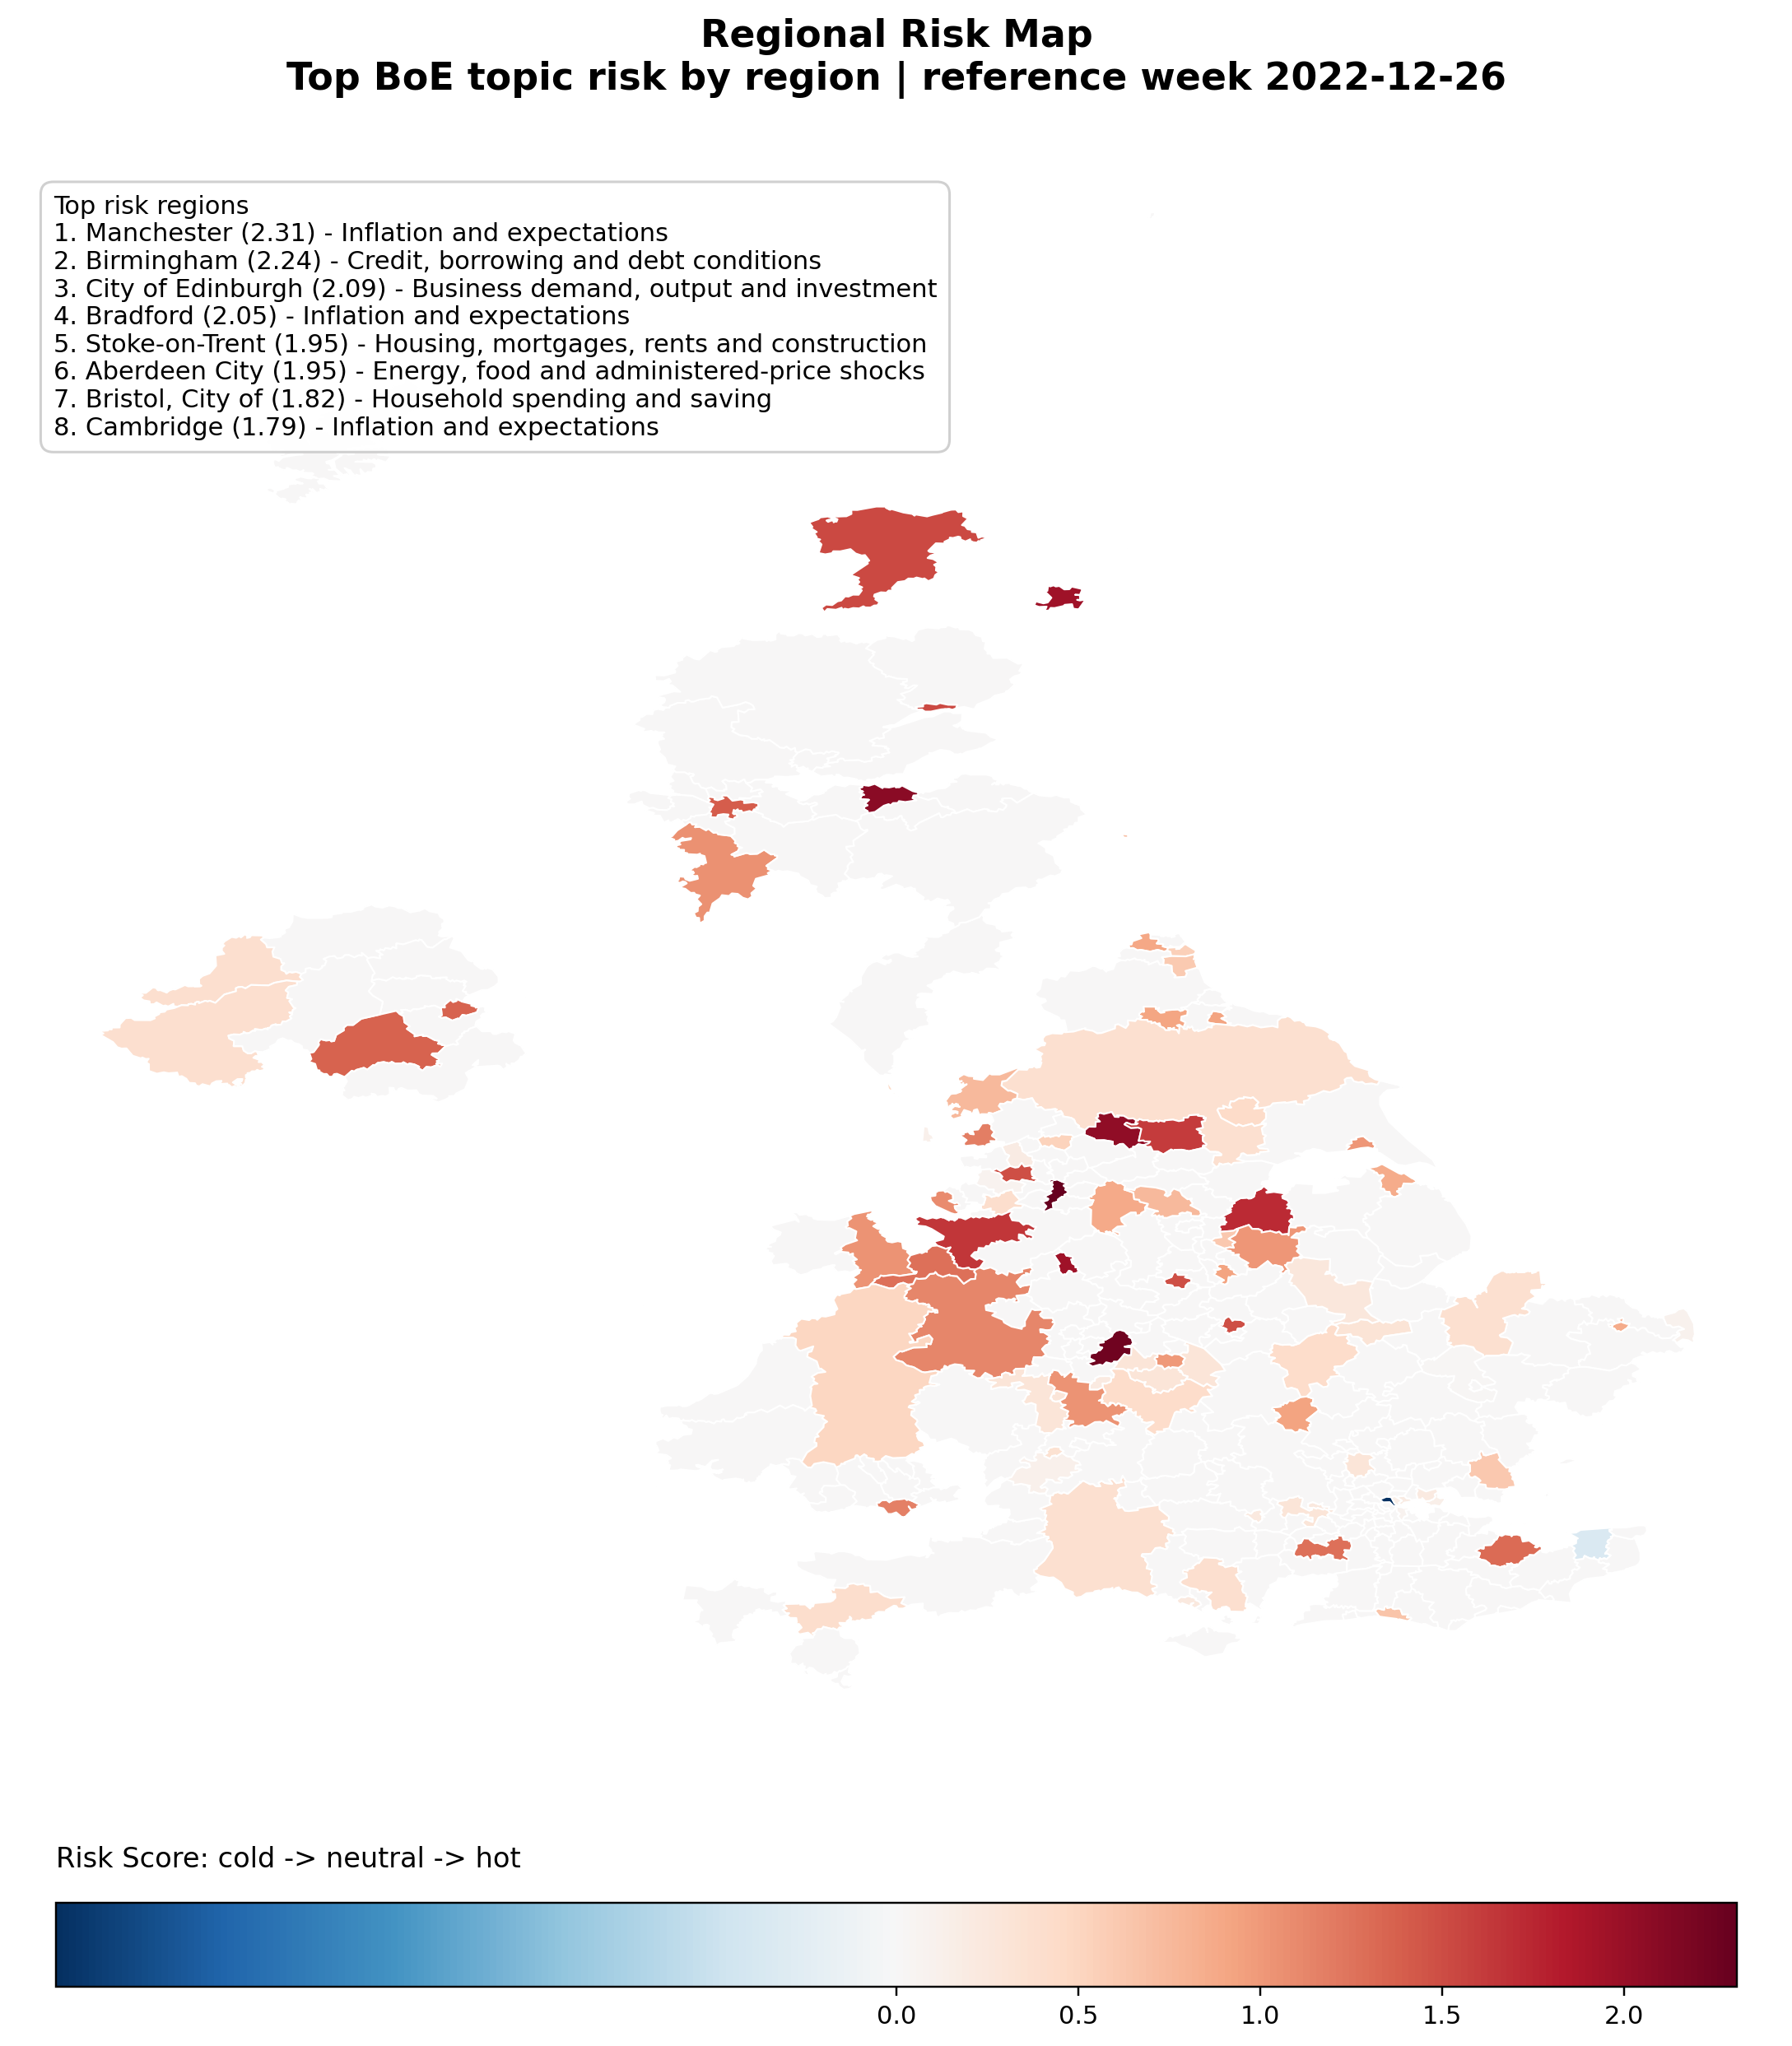 Regional Risk Map
Top BoE topic risk by region | reference week 2022-12-26
Top risk regions
1. Manchester (2.31) - Inflation and expectations
2. Birmingham (2.24) - Credit, borrowing and debt conditions
3. City of Edinburgh (2.09) - Business demand, output and investment
4. Bradford (2.05) - Inflation and expectations
5. Stoke-on-Trent (1.95) - Housing, mortgages, rents and construction
6. Aberdeen City (1.95) - Energy, food and administered-price shocks
7. Bristol, City of (1.82) - Household spending and saving
8. Cambridge (1.79) - Inflation and expectations
Risk Score: cold -> neutral -> hot
0.0 0.5 1.0 1.5 2.0